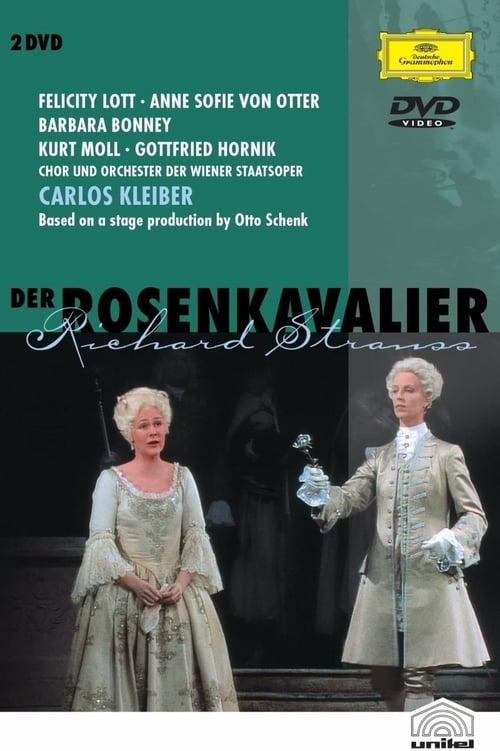 2 DVD
Deutsche
Grammophon
FELICITY LOTT · ANNE SOFIE VON OTTER
BARBARA BONNEY
KURT MOLL · GOTTFRIED HORNIK
CHOR UND ORCHESTER DER WIENER STAATSOPER
CARLOS KLEIBER
Based on a stage production by Otto Schenk
DVD
VIDEO
DER ROSENKAVALIER
Richard Strauss
unitel